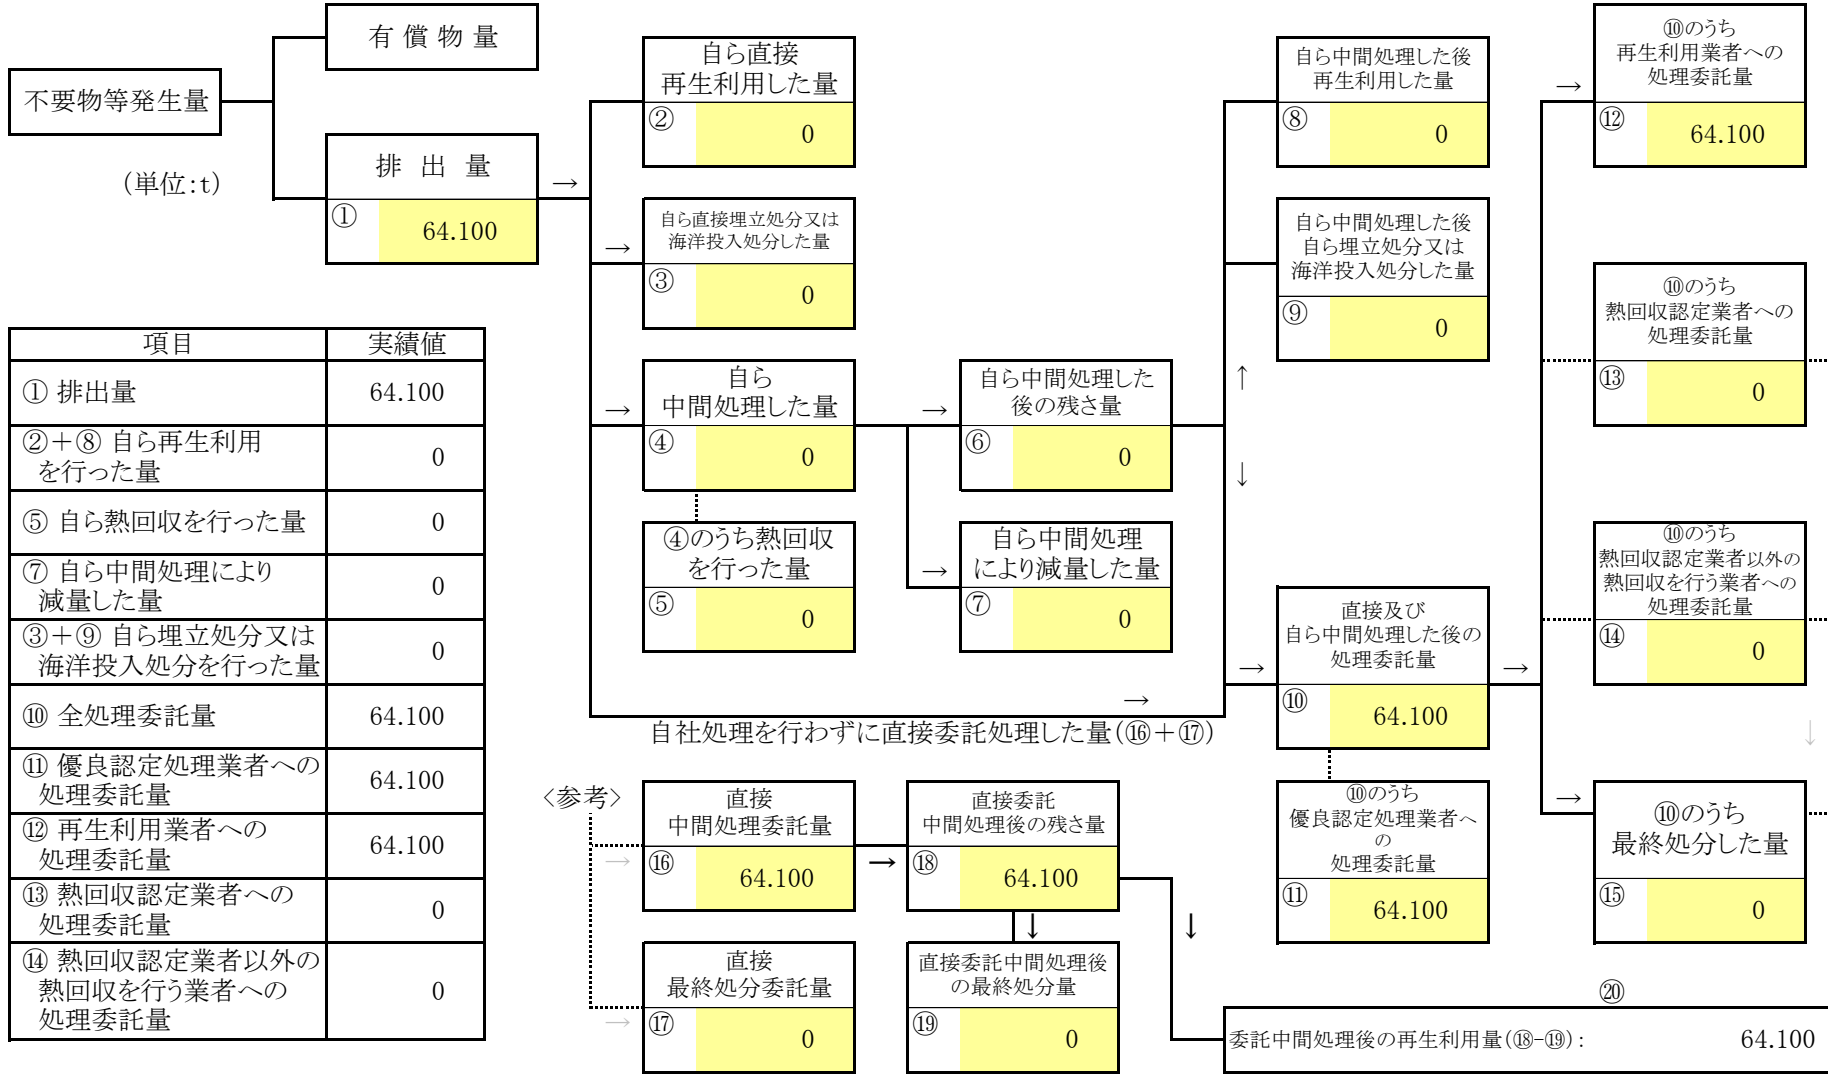 不要物等発生量
(単位:t)
有 償 物 量
排 出 量
①
64.100
→
自ら直接
再生利用した量
②
0
→
自ら直接埋立処分又は
海洋投入処分した量
③
0
→
自ら
中間処理した量
④
0
④のうち熱回収
を行った量
⑤
0
→
自ら中間処理した
後の残さ量
⑥
0
→
自ら中間処理
により減量した量
⑦
0
→
自社処理を行わずに直接委託処理した量(⑯+⑰)
自ら中間処理した後
再生利用した量
⑧
0
自ら中間処理した後
自ら埋立処分又は
海洋投入処分した量
⑨
0
↑
↓
→
直接及び
自ら中間処理した後の
処理委託量
⑩
64.100
→
⑩のうち
優良認定処理業者へ
の
処理委託量
⑪
64.100
→
⑩のうち
再生利用業者への
処理委託量
⑫
64.100
⑩のうち
熱回収認定業者への
処理委託量
⑬
0
⑩のうち
熱回収認定業者以外の
熱回収を行う業者への
処理委託量
⑭
0
↓
→
⑩のうち
最終処分した量
⑮
0
項目 実績値
① 排出量 64.100
②+⑧ 自ら再生利用
を行った量 0
⑤ 自ら熱回収を行った量 0
⑦ 自ら中間処理により
減量した量 0
③+⑨ 自ら埋立処分又は
海洋投入処分を行った量 0
⑩ 全処理委託量 64.100
⑪ 優良認定処理業者への
処理委託量 64.100
⑫ 再生利用業者への
処理委託量 64.100
⑬ 熱回収認定業者への
処理委託量 0
⑭ 熱回収認定業者以外の
熱回収を行う業者への
処理委託量 0
〈参考〉
→
直接
中間処理委託量
⑯
64.100
→
直接委託
中間処理後の残さ量
⑱
64.100
↓
↓
→
直接
最終処分委託量
⑰
0
直接委託中間処理後
の最終処分量
⑲
0
⑳
委託中間処理後の再生利用量(⑱-⑲): 64.100